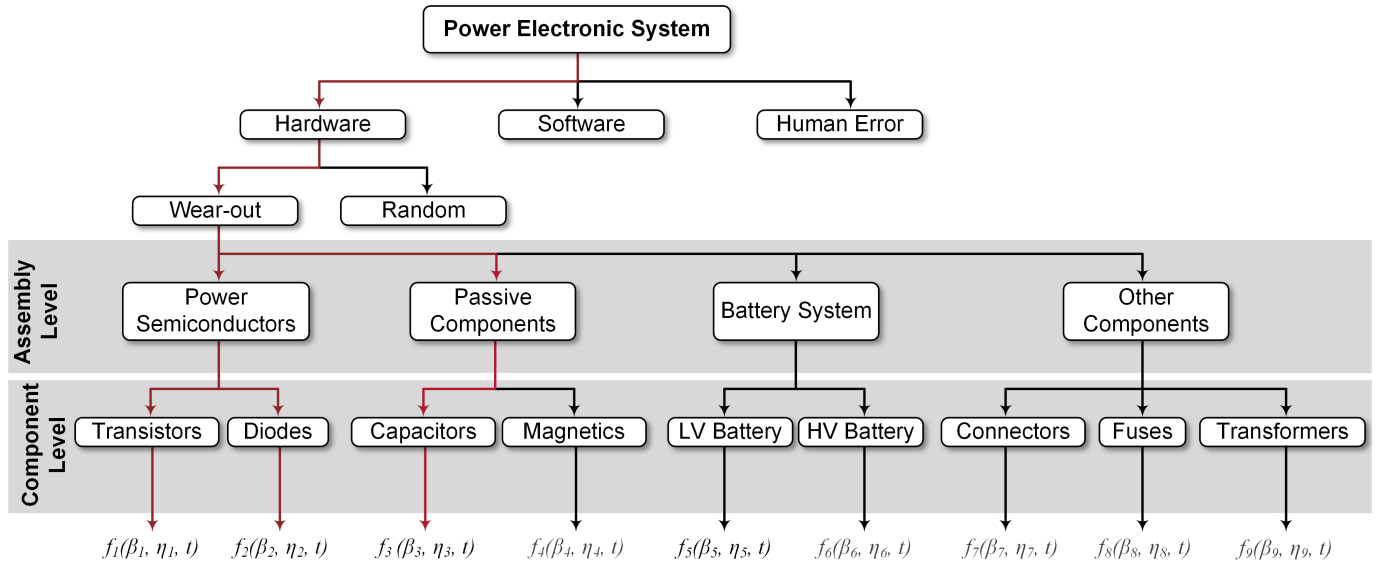 Power Electronic System
Hardware
Software
Human Error
Wear-out
Random
Assembly
Level
Power
Semiconductors
Passive
Components
Battery System
Other
Components
Component
Level
Transistors
Diodes
Capacitors
Magnetics
LV Battery
HV Battery
Connectors
Fuses
Transformers
f₁(β₁, η₁, t)
f₂(β₂, η₂, t)
f₃ (β₃, η₃, t)
f₄(β₄, η₄, t)
f₅(β₅, η₅, t)
f₆(β₆, η₆, t)
f₇(β₇, η₇, t)
f₈(β₈, η₈, t)
f₉(β₉, η₉, t)